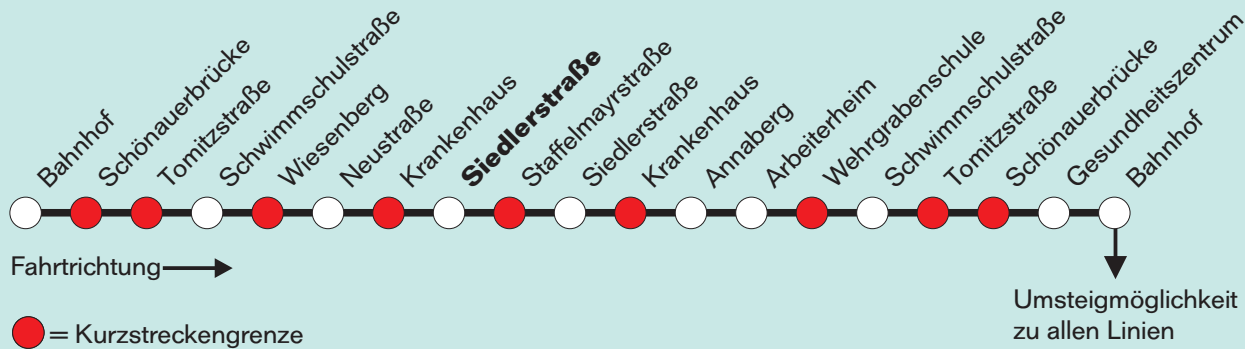 Bahnhof
Schönauerbrücke
Tomitzstraße
Schwimmschulstraße
Wiesenberg
Neustraße
Krankenhaus
Siedlerstraße
Staffelmayrstraße
Siedlerstraße
Krankenhaus
Annaberg
Arbeiterheim
Wehrgrabenschule
Schwimmschulstraße
Tomitzstraße
Schönauerbrücke
Gesundheitszentrum
Bahnhof
Fahrtrichtung
Umsteigmöglichkeit
zu allen Linien
= Kurzstreckengrenze